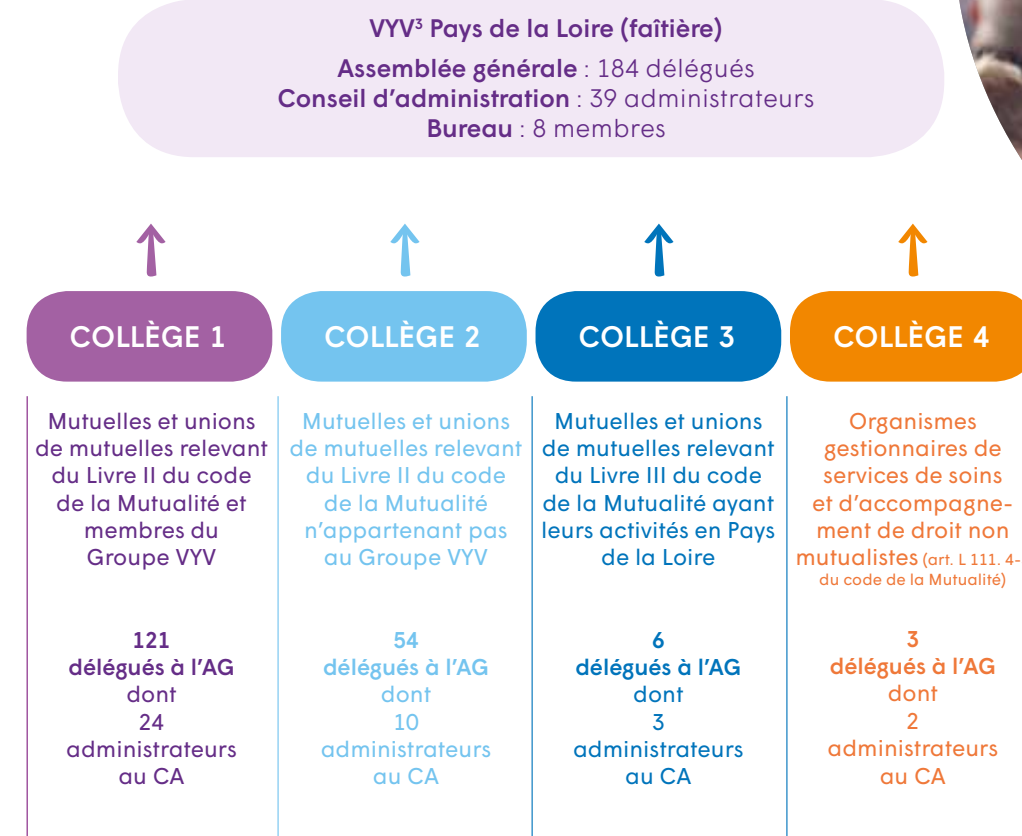 VYV³ Pays de la Loire (faîtière)
Assemblée générale : 184 délégués
Conseil d'administration : 39 administrateurs
Bureau : 8 membres
COLLÈGE 1
Mutuelles et unions
de mutuelles relevant
du Livre II du code
de la Mutualité et
membres du
Groupe VYV
121
délégués à l'AG
dont
24
administrateurs
au CA
COLLÈGE 2
Mutuelles et unions
de mutuelles relevant
du Livre II du code
de la Mutualité
n'appartenant pas
au Groupe VYV
54
délégués à l'AG
dont
10
administrateurs
au CA
COLLÈGE 3
Mutuelles et unions
de mutuelles relevant
du Livre III du code
de la Mutualité ayant
leurs activités en Pays
de la Loire
6
délégués à l'AG
dont
3
administrateurs
au CA
COLLÈGE 4
Organismes
gestionnaires de
services de soins
et d'accompagne-
ment de droit non
mutualistes (art. L 111. 4-
du code de la Mutualité)
3
délégués à l'AG
dont
2
administrateurs
au CA